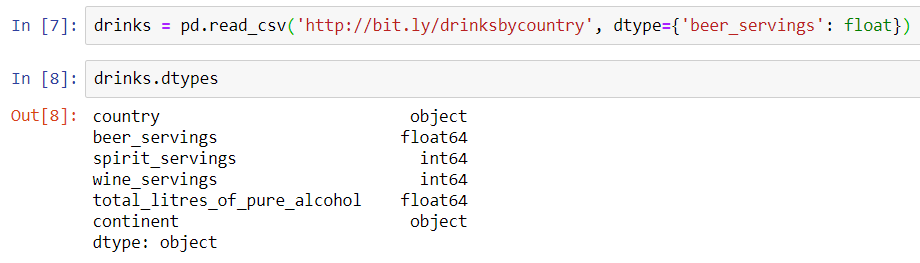 In [7]: drinks = pd.read_csv('http://bit.ly/drinksbycountry', dtype={'beer_servings': float})
In [8]: drinks.dtypes
Out[8]: country object
beer_servings float64
spirit_servings int64
wine_servings int64
total_litres_of_pure_alcohol float64
continent object
dtype: object